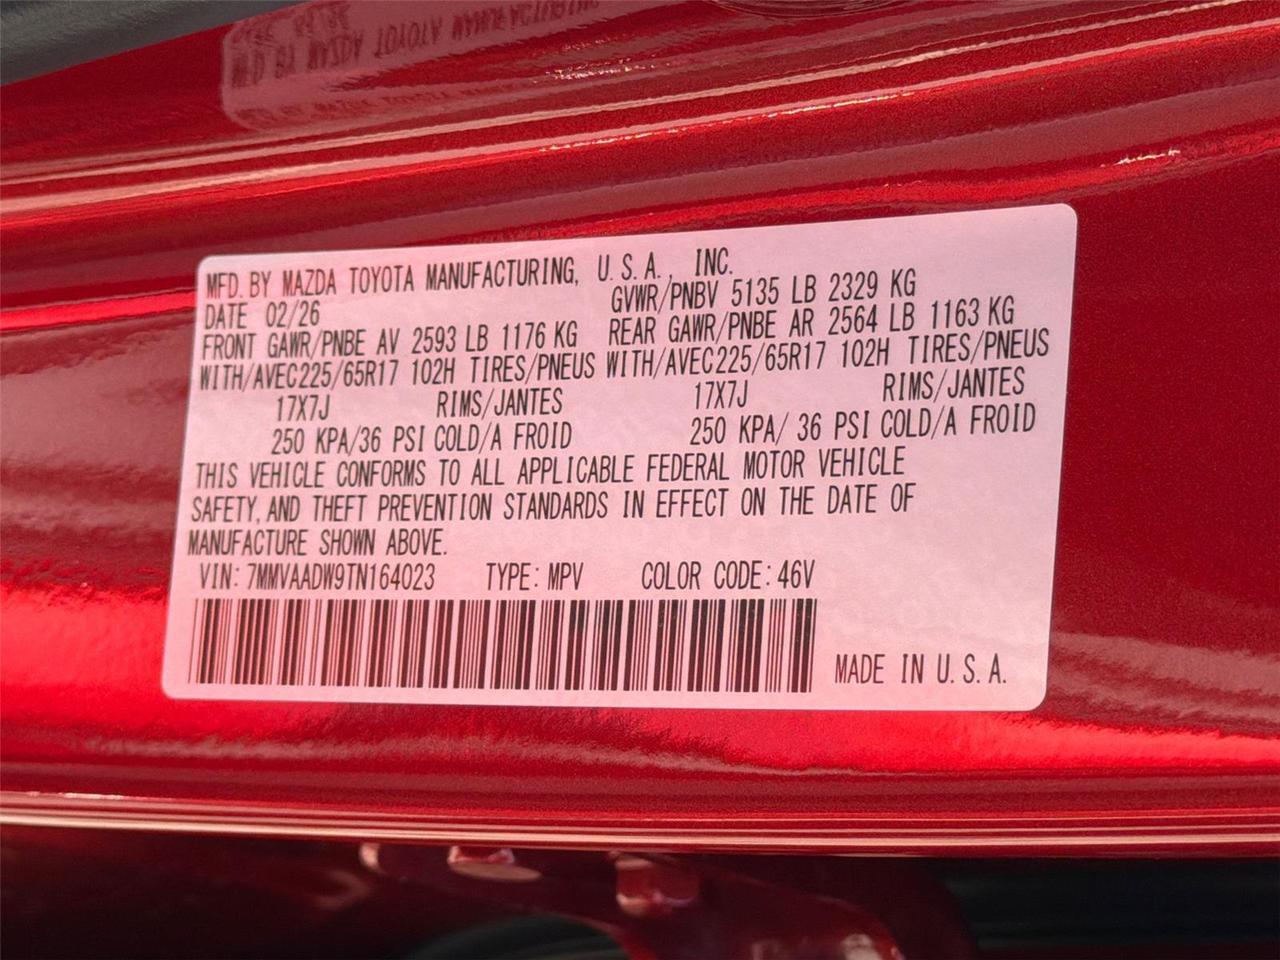 MFD. BY MAZDA TOYOTA MANUFACTURING, U.S.A., INC.
DATE 02/26 GVWR/PNBV 5135 LB 2329 KG
FRONT GAWR/PNBE AV 2593 LB 1176 KG REAR GAWR/PNBE AR 2564 LB 1163 KG
WITH/AVEC225/65R17 102H TIRES/PNEUS WITH/AVEC225/65R17 102H TIRES/PNEUS
17X7J RIMS/JANTES 17X7J RIMS/JANTES
250 KPA/36 PSI COLD/A FROID 250 KPA/ 36 PSI COLD/A FROID
THIS VEHICLE CONFORMS TO ALL APPLICABLE FEDERAL MOTOR VEHICLE
SAFETY, AND THEFT PREVENTION STANDARDS IN EFFECT ON THE DATE OF
MANUFACTURE SHOWN ABOVE.
VIN: 7MMVAADW9TN164023 TYPE: MPV COLOR CODE: 46V
MADE IN U.S.A.